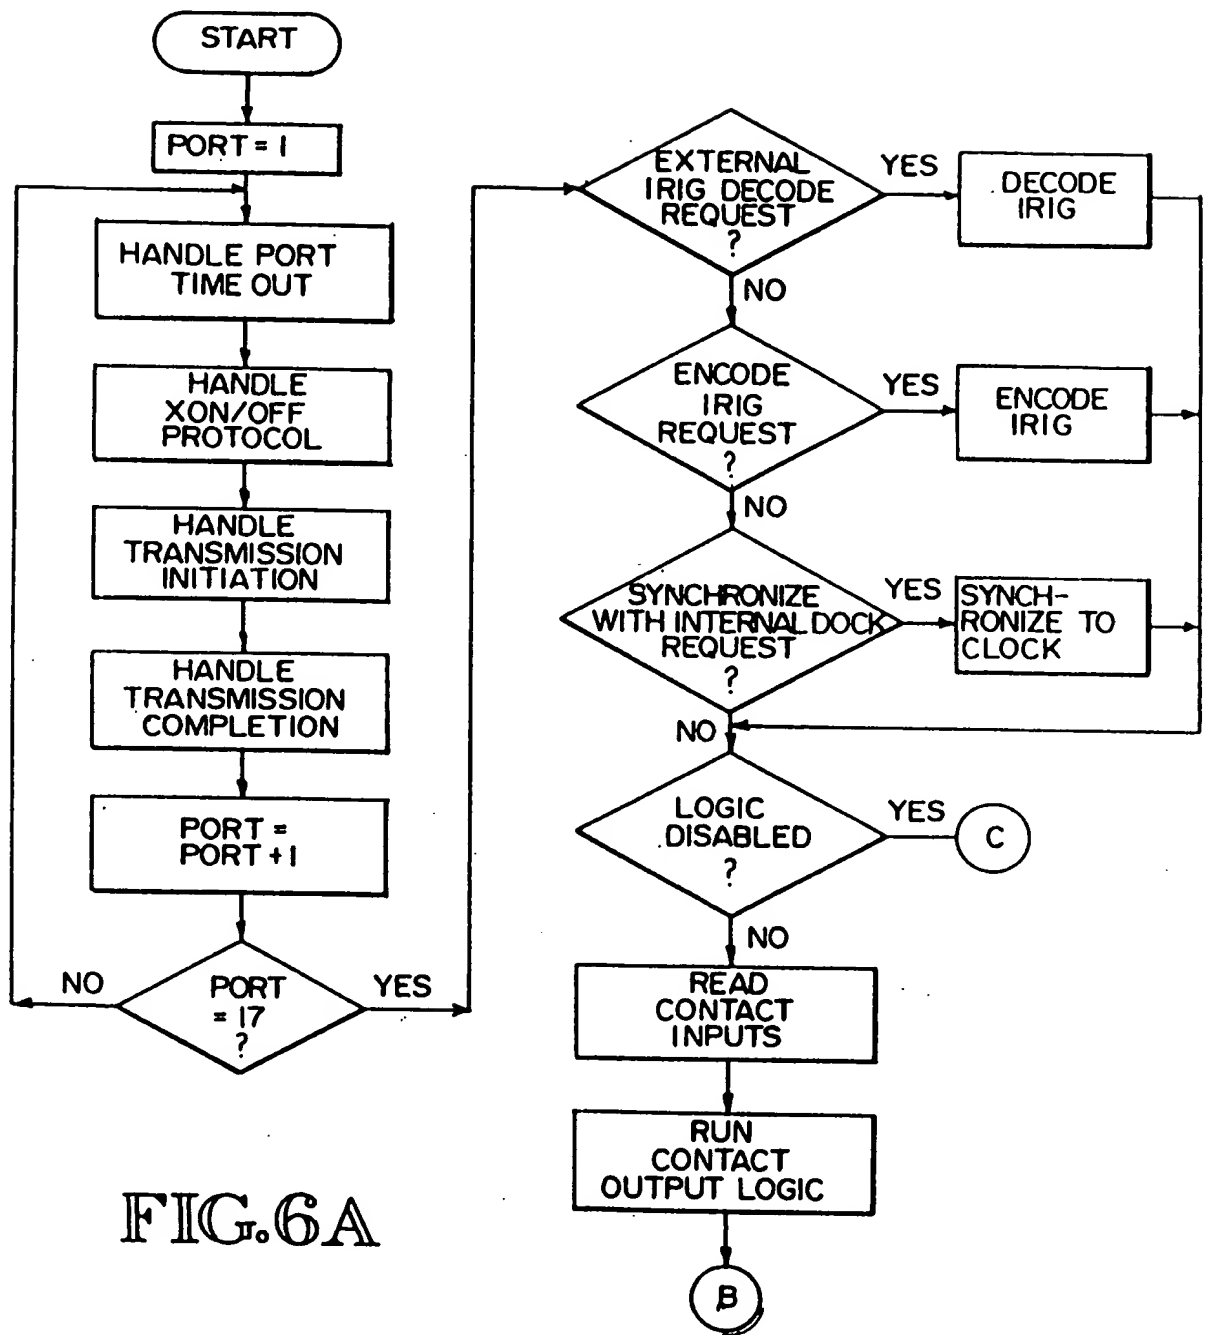 START
PORT = 1
HANDLE PORT
TIME OUT
HANDLE
XON/OFF
PROTOCOL
HANDLE
TRANSMISSION
INITIATION
HANDLE
TRANSMISSION
COMPLETION
PORT =
PORT +1
NO
PORT
= 17
?
YES
EXTERNAL
IRIG DECODE
REQUEST
?
YES
DECODE
IRIG
NO
ENCODE
IRIG
REQUEST
?
YES
ENCODE
IRIG
NO
SYNCHRONIZE
WITH INTERNAL DOCK
REQUEST
?
YES
SYNCH-
RONIZE TO
CLOCK
NO
LOGIC
DISABLED
?
YES
C
NO
READ
CONTACT
INPUTS
RUN
CONTACT
OUTPUT LOGIC
B
FIG.6A